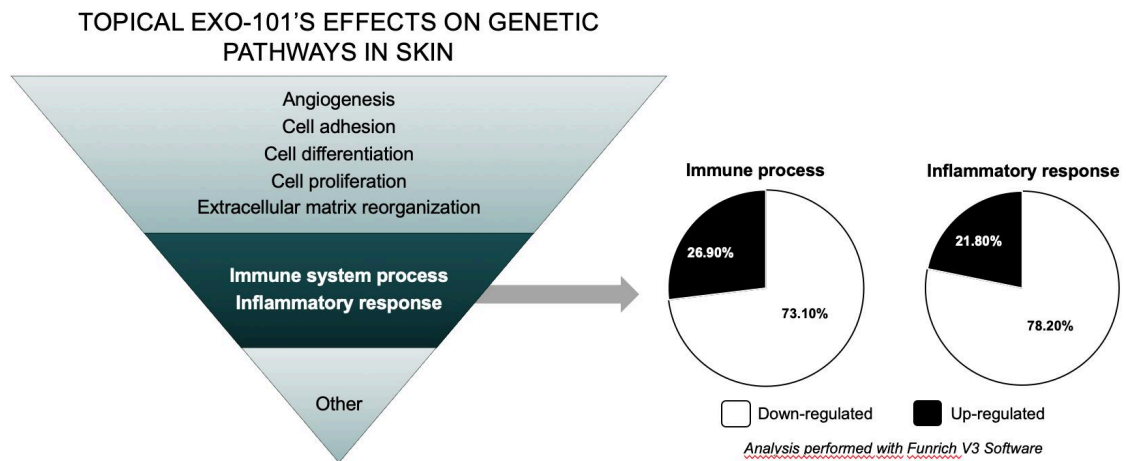 TOPICAL EXO-101'S EFFECTS ON GENETIC
PATHWAYS IN SKIN
Angiogenesis
Cell adhesion
Cell differentiation
Cell proliferation
Extracellular matrix reorganization
Immune system process
Inflammatory response
Other
Immune process
26.90%
73.10%
Inflammatory response
21.80%
78.20%
Down-regulated
Up-regulated
Analysis performed with Funrich V3 Software